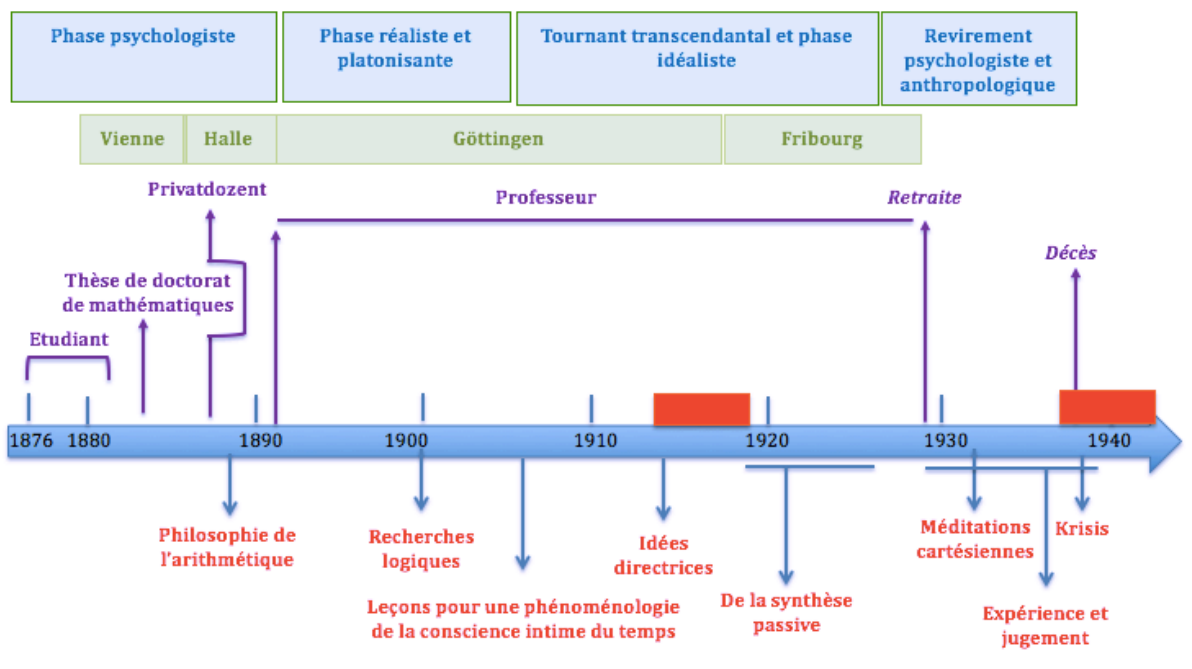 Phase psychologiste
Phase réaliste et
platonisante
Tournant transcendantal et phase
idéaliste
Revirement
psychologiste et
anthropologique
Vienne
Halle
Göttingen
Fribourg
Privatdozent
Professeur
Retraite
Décès
Thèse de doctorat
de mathématiques
Etudiant
1876
1880
1890
1900
1910
1920
1930
1940
Philosophie de
l'arithmétique
Recherches
logiques
Leçons pour une phénoménologie
de la conscience intime du temps
Idées
directrices
De la synthèse
passive
Méditations
cartésiennes
Krisis
Expérience et
jugement